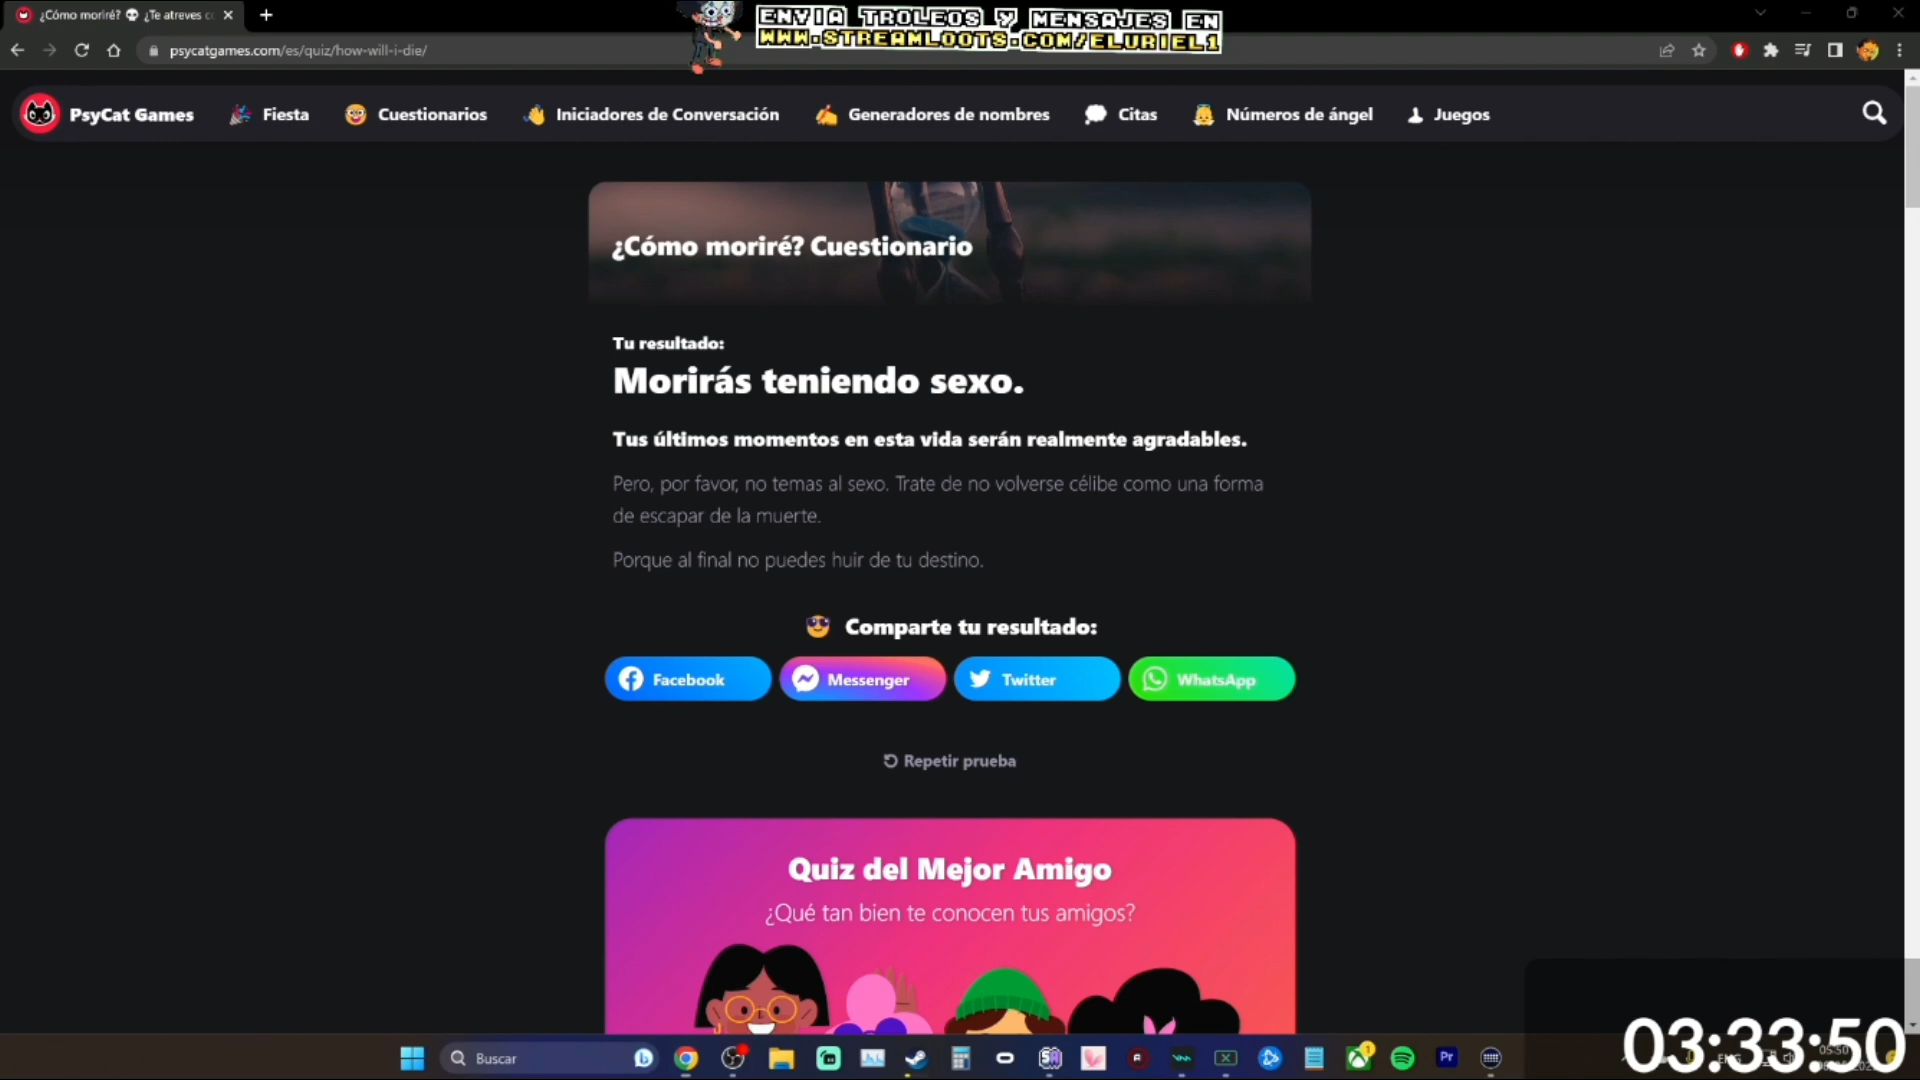 ¿Cómo moriré? 💀 ¿Te atreves co
ENVIA TROLEOS Y MENSAJES EN
WWW.STREAMLOOTS.COM/ELURIEL1
psycatgames.com/es/quiz/how-will-i-die/
PsyCat Games
Fiesta
Cuestionarios
Iniciadores de Conversación
Generadores de nombres
Citas
Números de ángel
Juegos
¿Cómo moriré? Cuestionario
Tu resultado:
Morirás teniendo sexo.
Tus últimos momentos en esta vida serán realmente agradables.
Pero, por favor, no temas al sexo. Trate de no volverse célibe como una forma
de escapar de la muerte.
Porque al final no puedes huir de tu destino.
Comparte tu resultado:
Facebook
Messenger
Twitter
WhatsApp
Repetir prueba
Quiz del Mejor Amigo
¿Qué tan bien te conocen tus amigos?
Buscar
Pr
1
ENG
03:33:50